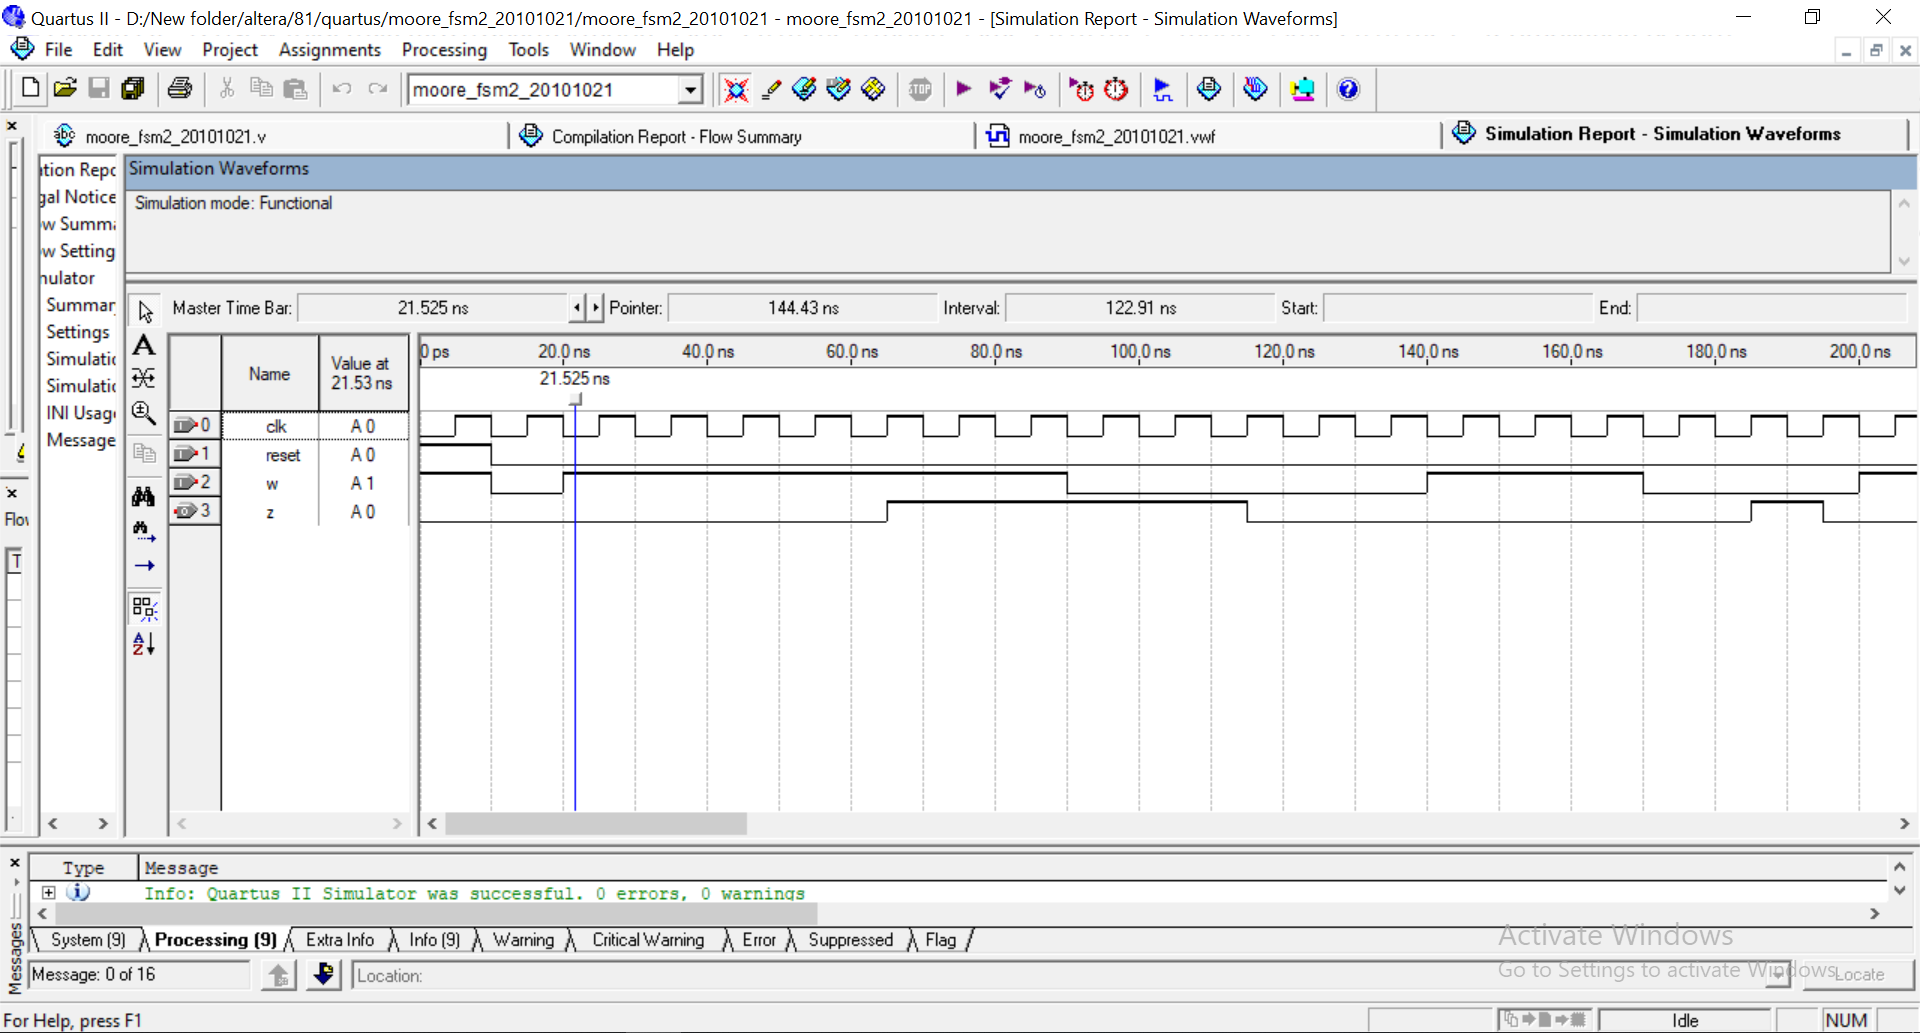 Quartus II - D:/New folder/altera/81/quartus/moore_fsm2_20101021/moore_fsm2_20101021 - moore_fsm2_20101021 - [Simulation Report - Simulation Waveforms]
File Edit View Project Assignments Processing Tools Window Help
moore_fsm2_20101021
STOP
abc moore_fsm2_20101021.v
Compilation Report - Flow Summary
moore_fsm2_20101021.vwf
Simulation Report - Simulation Waveforms
tion Repo
gal Notice
w Summa
w Setting
nulator
Summar
Settings
Simulatio
Simulatio
INI Usage
Message
Flo
T
Simulation Waveforms
Simulation mode: Functional
Master Time Bar: 21.525 ns Pointer: 144.43 ns Interval: 122.91 ns Start: End:
A
A
Z
Name
Value at
21.53 ns
0 ps 20.0 ns 40.0 ns 60.0 ns 80.0 ns 100.0 ns 120.0 ns 140.0 ns 160.0 ns 180.0 ns 200.0 ns
21.525 ns
0 clk A 0
1 reset A 0
2 w A 1
3 z A 0
Type Message
Info: Quartus II Simulator was successful. 0 errors, 0 warnings
System (9) Processing (9) Extra Info Info (9) Warning Critical Warning Error Suppressed Flag
Messages
Message: 0 of 16
Location:
Locate
Activate Windows
Go to Settings to activate Windows.
For Help, press F1
Idle
NUM